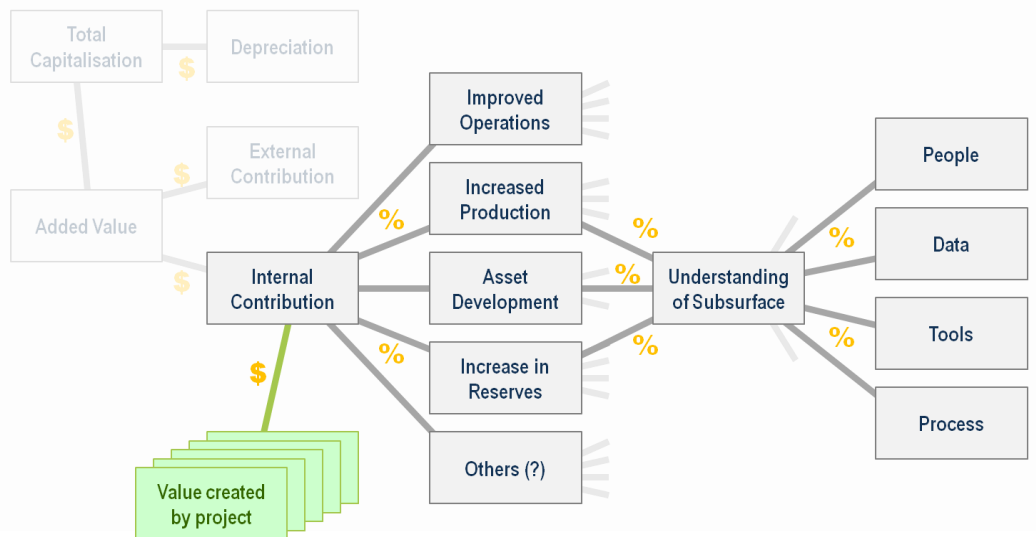 Total
Capitalisation
Depreciation
$
$
External
Contribution
$
Added Value
$
Internal
Contribution
$
Value created
by project
Improved
Operations
%
Increased
Production
Asset
Development
%
Increase in
Reserves
Others (?)
%
%
%
Understanding
of Subsurface
%
%
People
Data
Tools
Process